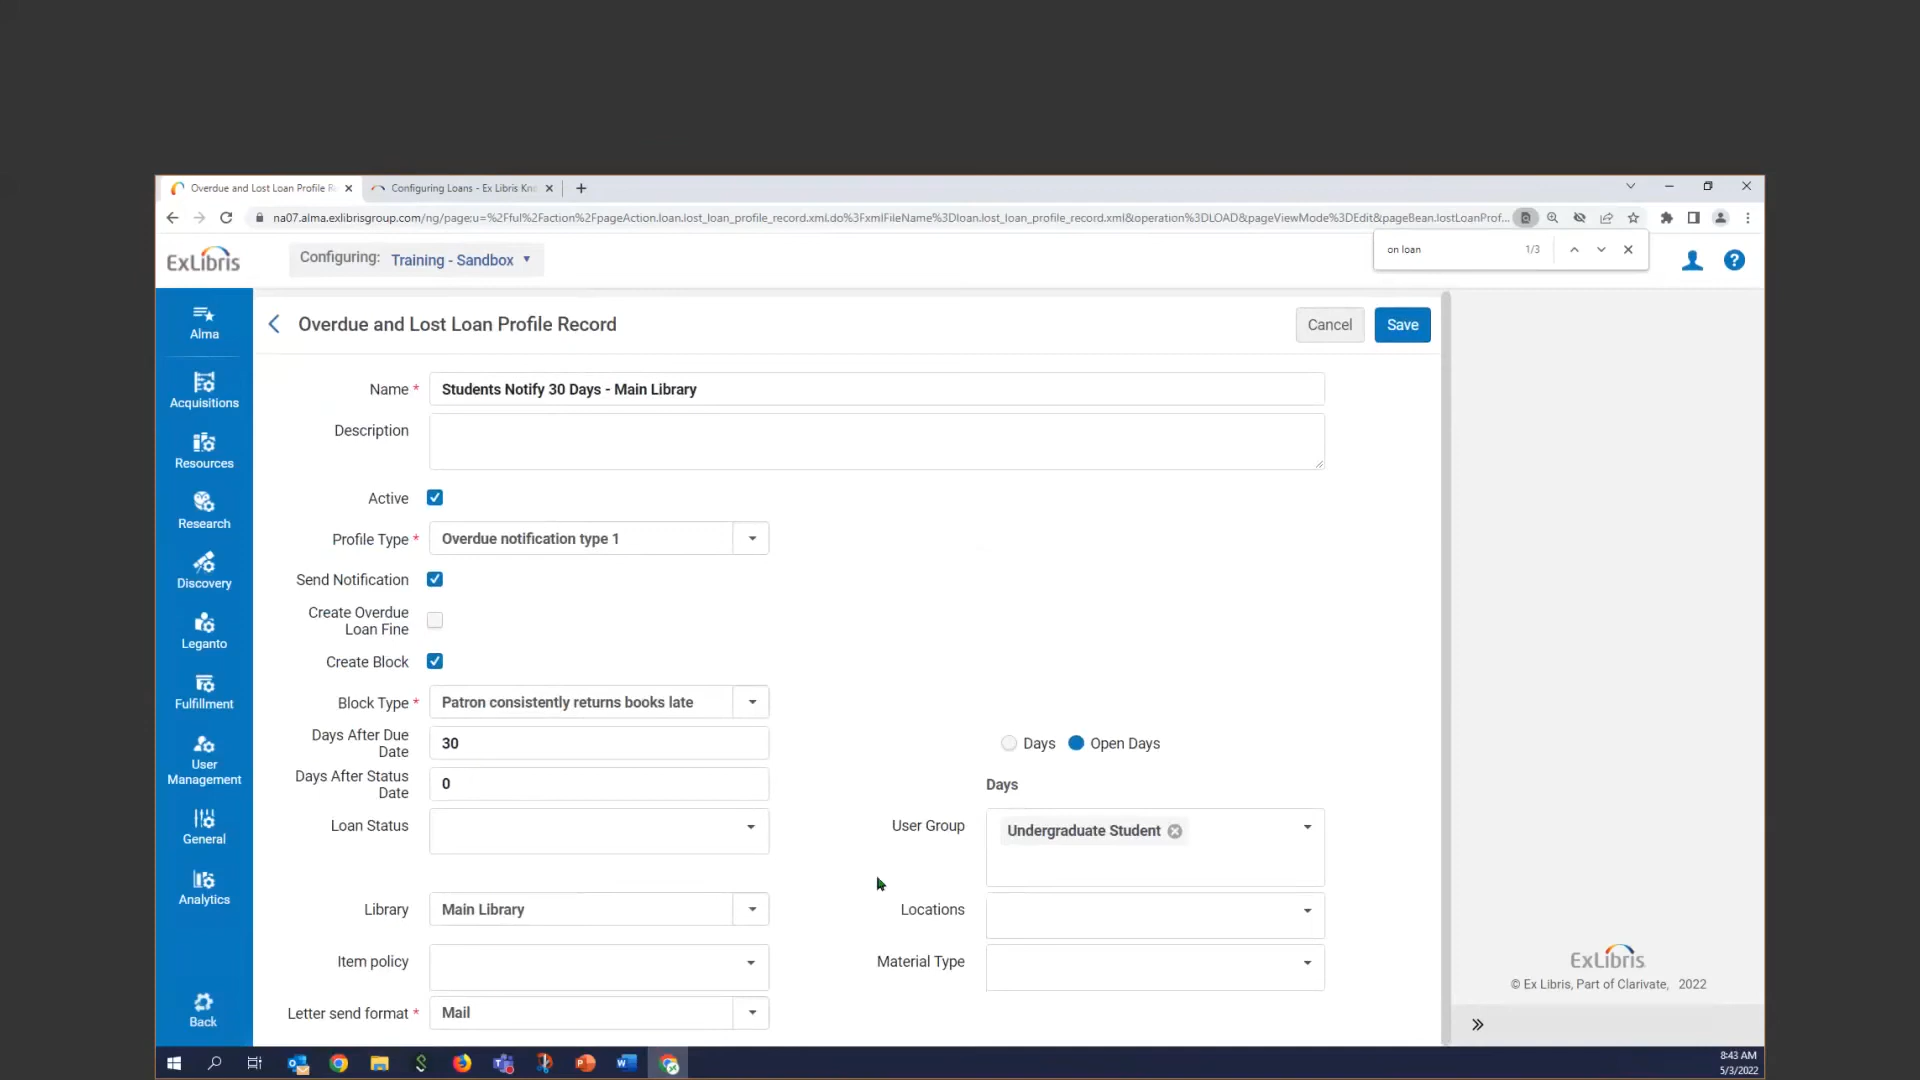 Overdue and Lost Loan Profile R
Configuring Loans - Ex Libris Kn
na07.alma.exlibrisgroup.com/ng/page;u=%2Fful%2Faction%2FpageAction.loan.lost_loan_profile_record.xml.do%3FxmlFileName%3Dloan.lost_loan_profile_record.xml&operation%3DLOAD&pageViewMode%3DEdit&pageBean.lostLoanProf...
on loan 1/3
ExLibris
Configuring: Training - Sandbox
Alma
Acquisitions
Resources
Research
Discovery
Leganto
Fulfillment
User
Management
General
Analytics
Back
Overdue and Lost Loan Profile Record
Cancel
Save
Name * Students Notify 30 Days - Main Library
Description
Active
Profile Type * Overdue notification type 1
Send Notification
Create Overdue
Loan Fine
Create Block
Block Type * Patron consistently returns books late
Days After Due
Date
30
Days Open Days
Days After Status
Date
0
Days
Loan Status
User Group Undergraduate Student
Library Main Library
Locations
Item policy
Material Type
Letter send format * Mail
ExLibris
© Ex Libris, Part of Clarivate, 2022
8:43 AM
5/3/2022